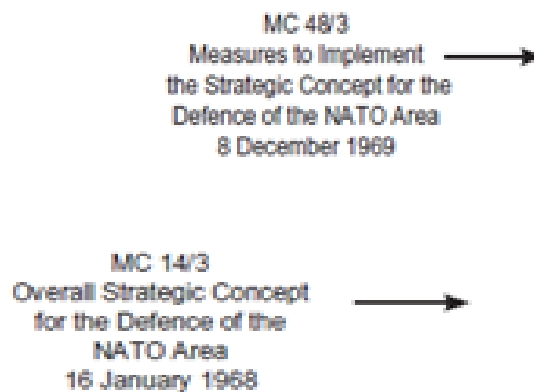 MC 48/3
Measures to Implement
the Strategic Concept for the
Defence of the NATO Area
8 December 1969
MC 14/3
Overall Strategic Concept
for the Defence of the
NATO Area
16 January 1968